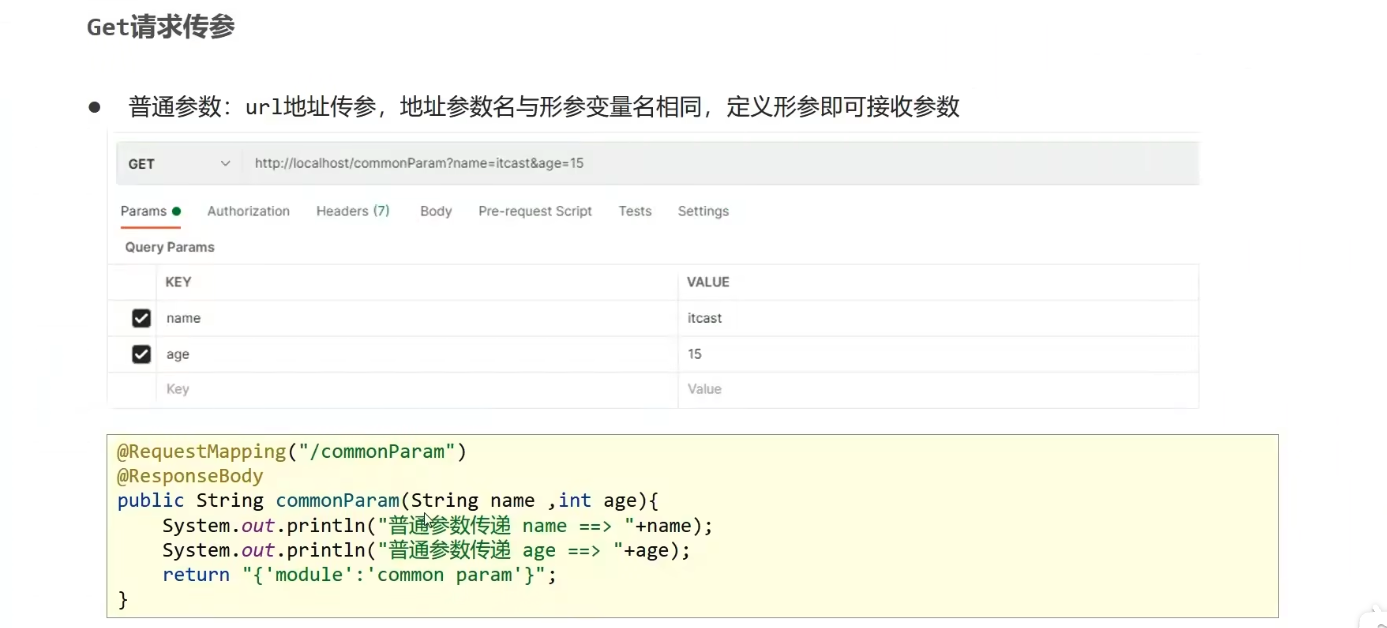 Get请求传参
● 普通参数：url地址传参，地址参数名与形参变量名相同，定义形参即可接收参数
GET http://localhost/commonParam?name=itcast&age=15
Params Authorization Headers (7) Body Pre-request Script Tests Settings
Query Params
KEY VALUE
name itcast
age 15
Key Value
@RequestMapping("/commonParam")
@ResponseBody
public String commonParam(String name ,int age){
    System.out.println("普通参数传递 name ==> "+name);
    System.out.println("普通参数传递 age ==> "+age);
    return "{'module':'common param'}";
}